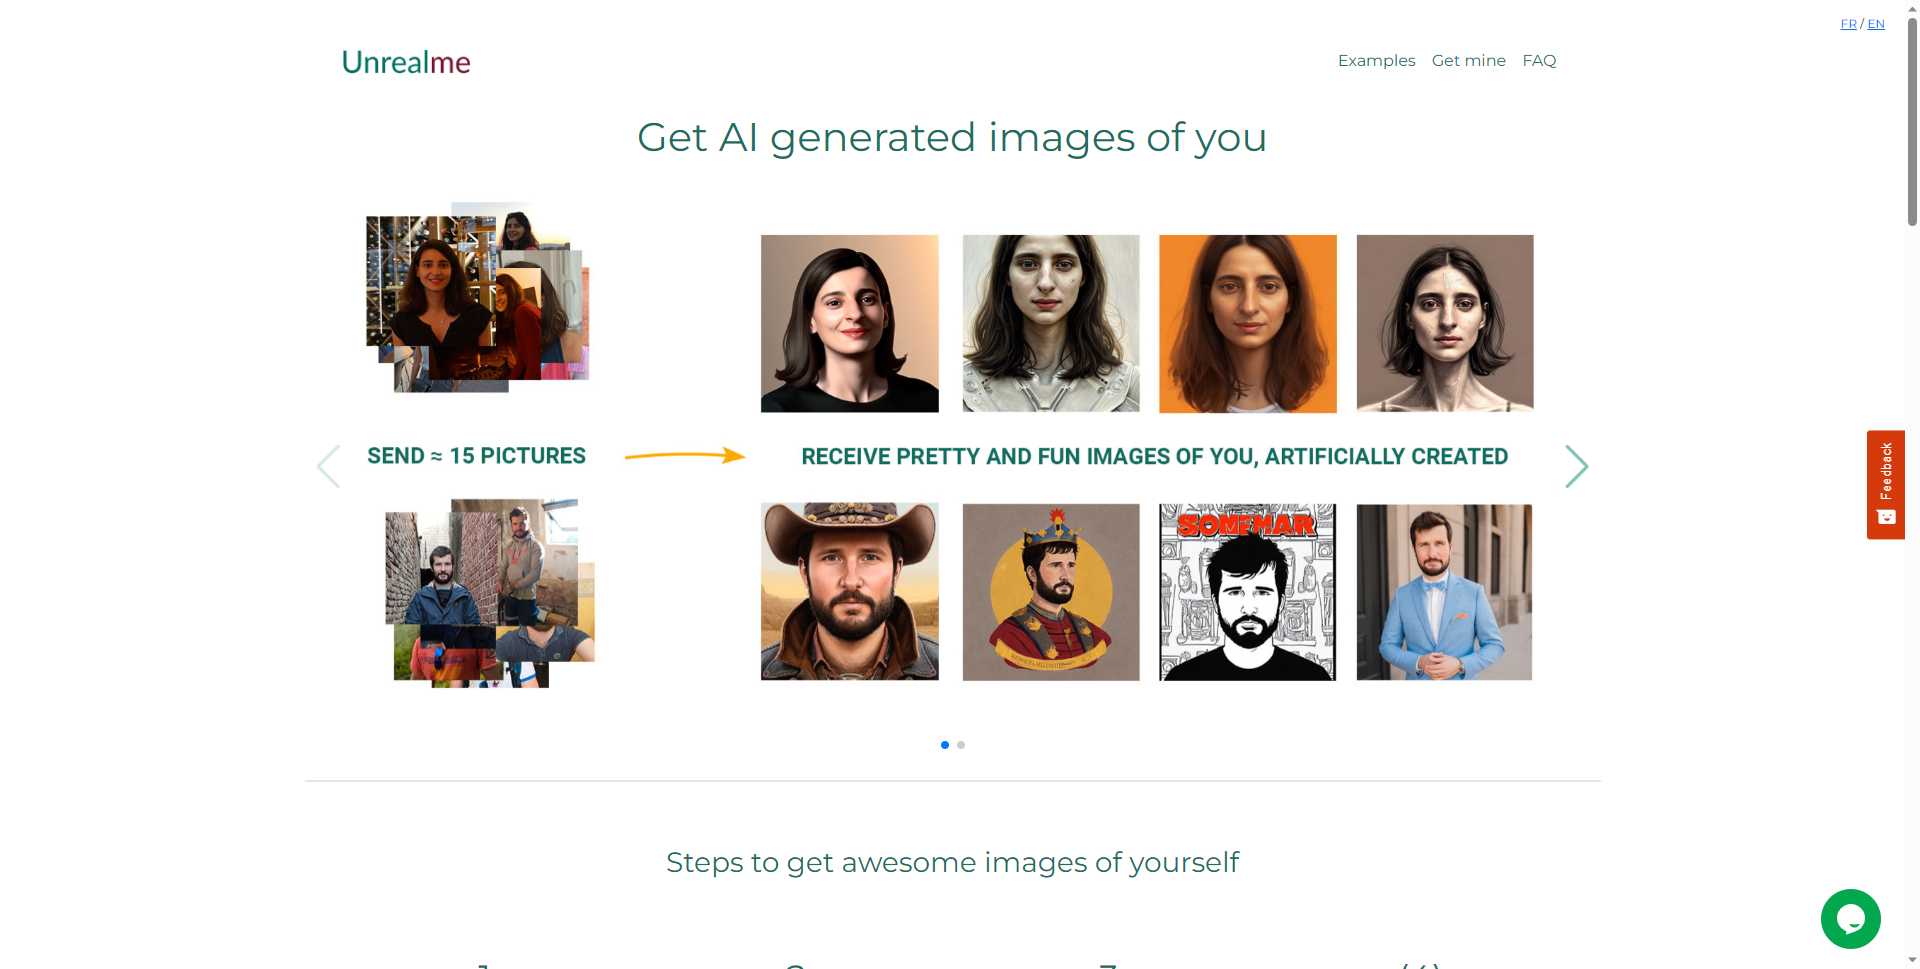 FR / EN
Unrealme
Examples Get mine FAQ
Get AI generated images of you
SEND ≈ 15 PICTURES
RECEIVE PRETTY AND FUN IMAGES OF YOU, ARTIFICIALLY CREATED
Feedback
SOMEMAR
Steps to get awesome images of yourself